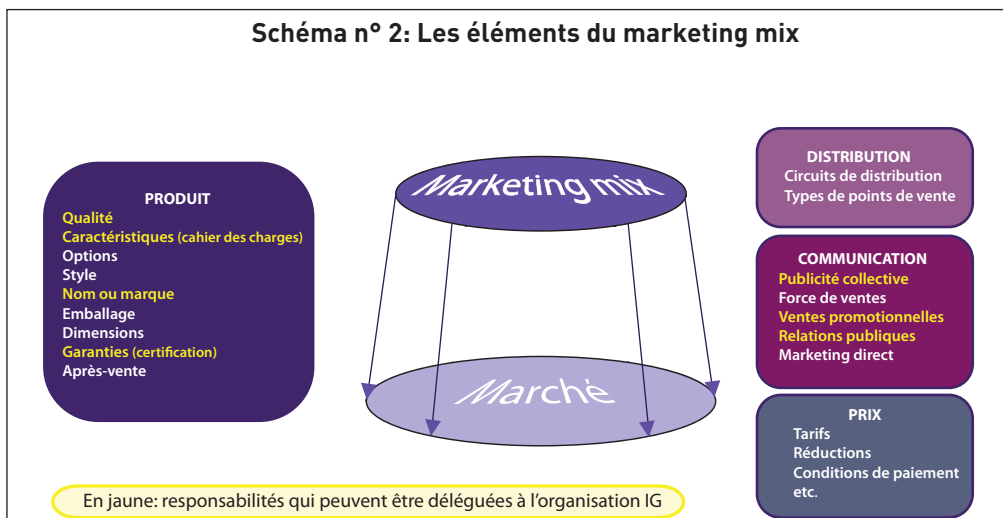 Schéma n° 2: Les éléments du marketing mix
PRODUIT
Qualité
Caractéristiques (cahier des charges)
Options
Style
Nom ou marque
Emballage
Dimensions
Garanties (certification)
Après-vente
Marketing mix
Marché
DISTRIBUTION
Circuits de distribution
Types de points de vente
COMMUNICATION
Publicité collective
Force de ventes
Ventes promotionnelles
Relations publiques
Marketing direct
PRIX
Tarifs
Réductions
Conditions de paiement
etc.
En jaune: responsabilités qui peuvent être déléguées à l'organisation IG